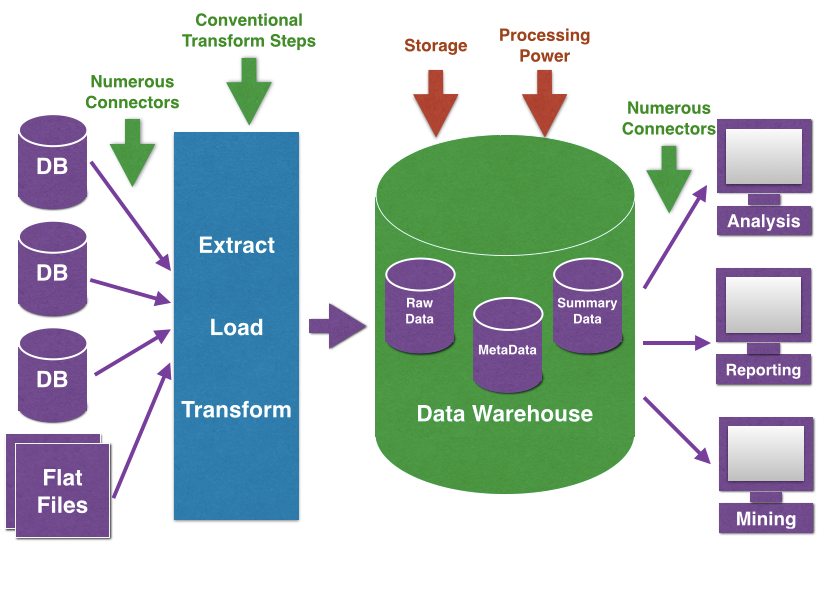 Conventional
Transform Steps
Storage
Processing
Power
Numerous
Connectors
Numerous
Connectors
DB
DB
DB
Flat
Files
Extract
Load
Transform
Raw
Data
MetaData
Summary
Data
Data Warehouse
Analysis
Reporting
Mining